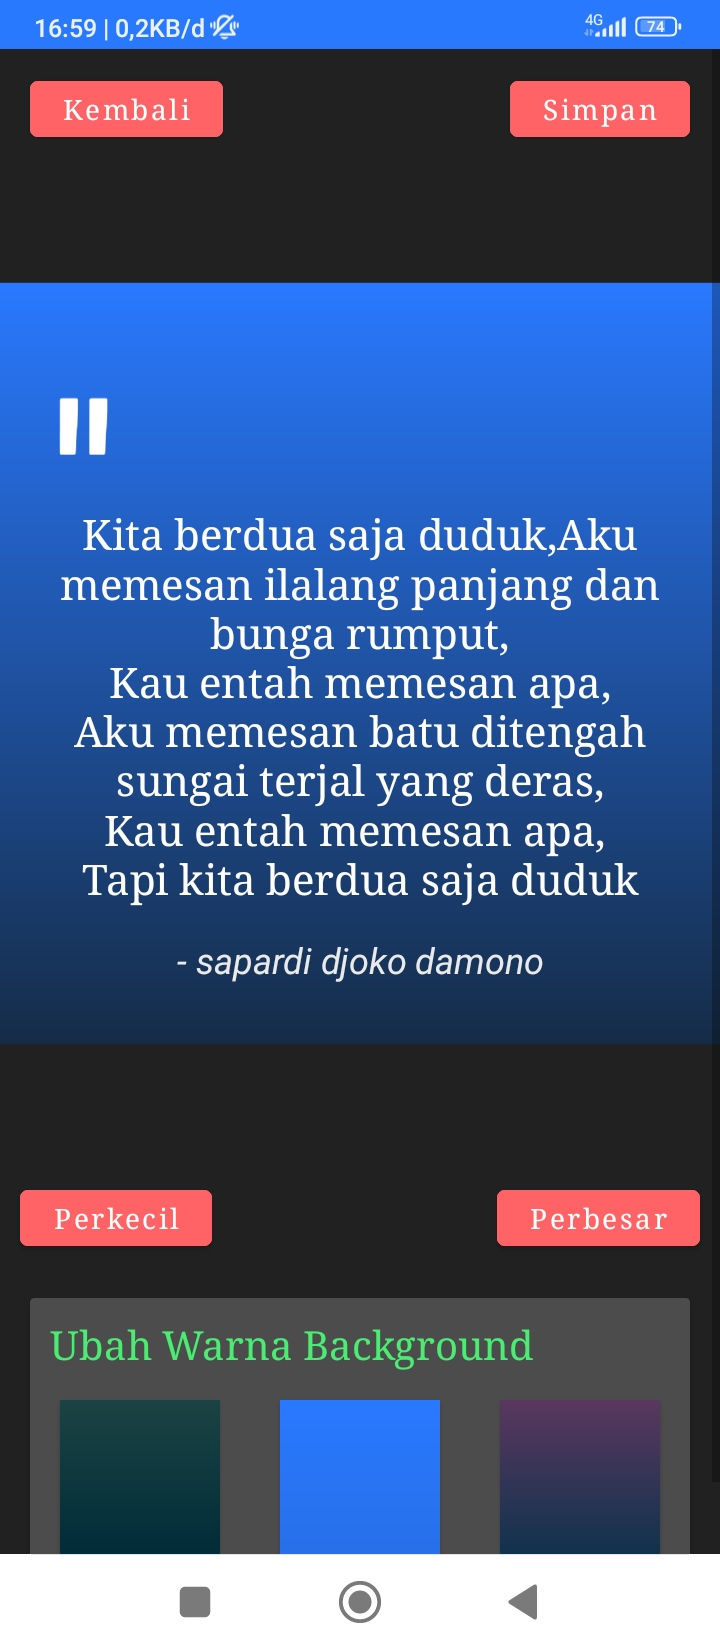 16:59 | 0,2KB/d
4G
74
Kembali
Simpan
"
Kita berdua saja duduk,Aku
memesan ilalang panjang dan
bunga rumput,
Kau entah memesan apa,
Aku memesan batu ditengah
sungai terjal yang deras,
Kau entah memesan apa,
Tapi kita berdua saja duduk
- sapardi djoko damono
Perkecil
Perbesar
Ubah Warna Background